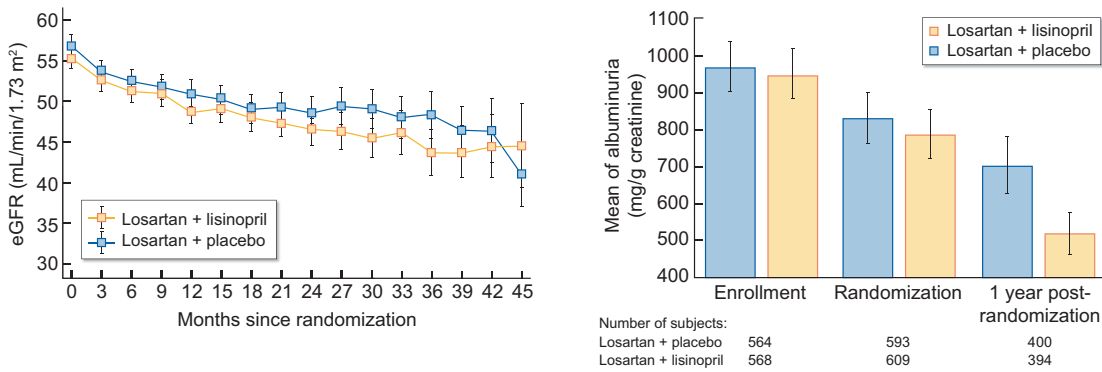 eGFR (mL/min/1.73 m²)
60
55
50
45
40
35
30
Losartan + lisinopril
Losartan + placebo
0 3 6 9 12 15 18 21 24 27 30 33 36 39 42 45
Months since randomization
Mean of albuminuria
(mg/g creatinine)
1100
1000
900
800
700
600
500
400
Losartan + lisinopril
Losartan + placebo
Enrollment Randomization 1 year post-
randomization
Number of subjects:
Losartan + placebo 564 593 400
Losartan + lisinopril 568 609 394